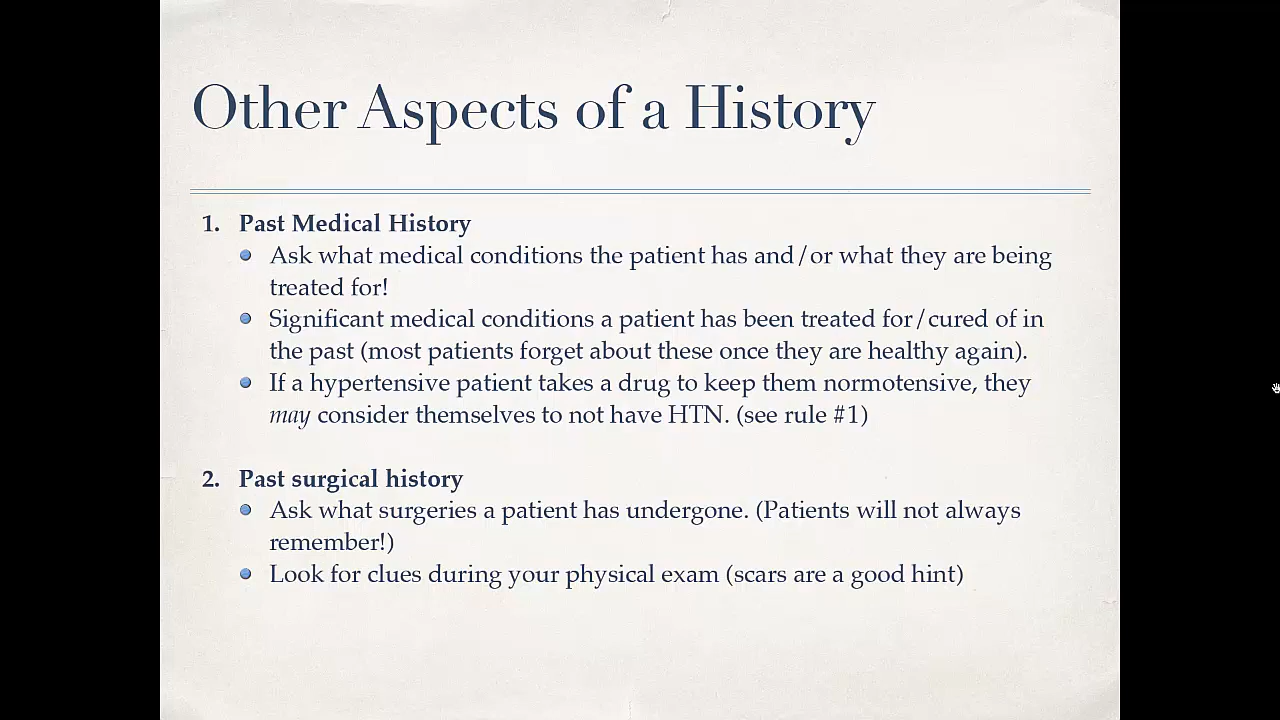 Other Aspects of a History
1. Past Medical History
Ask what medical conditions the patient has and/or what they are being
treated for!
Significant medical conditions a patient has been treated for/cured of in
the past (most patients forget about these once they are healthy again).
If a hypertensive patient takes a drug to keep them normotensive, they
may consider themselves to not have HTN. (see rule #1)
2. Past surgical history
Ask what surgeries a patient has undergone. (Patients will not always
remember!)
Look for clues during your physical exam (scars are a good hint)